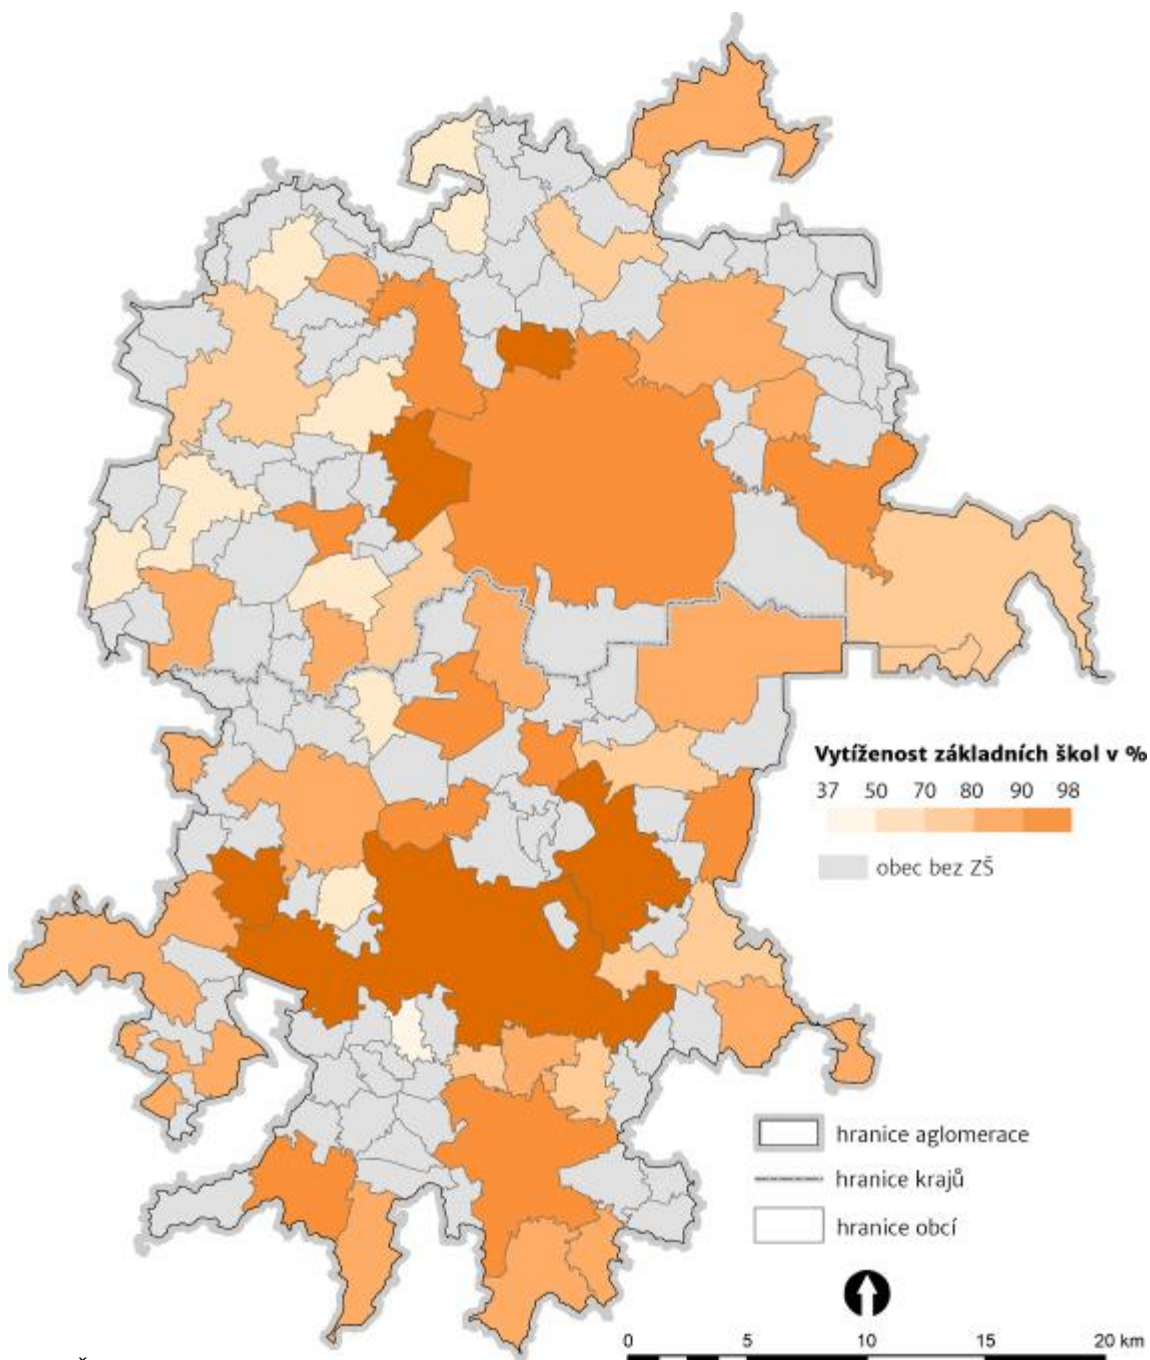 Vytíženost základních škol v %
37 50 70 80 90 98
obec bez ZŠ
hranice aglomerace
hranice krajů
hranice obcí
0 5 10 15 20 km